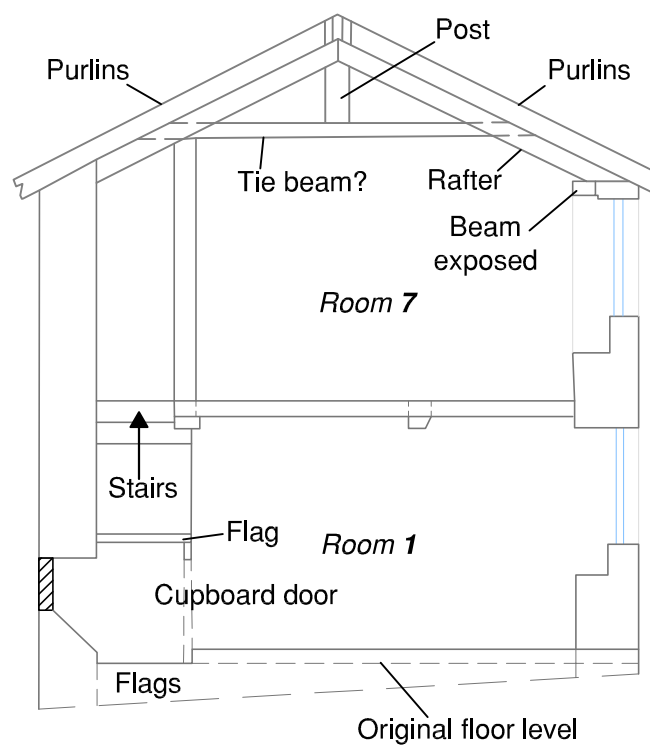 Post
Purlins
Purlins
Tie beam?
Rafter
Beam
exposed
Room 7
Stairs
Flag
Room 1
Cupboard door
Flags
Original floor level